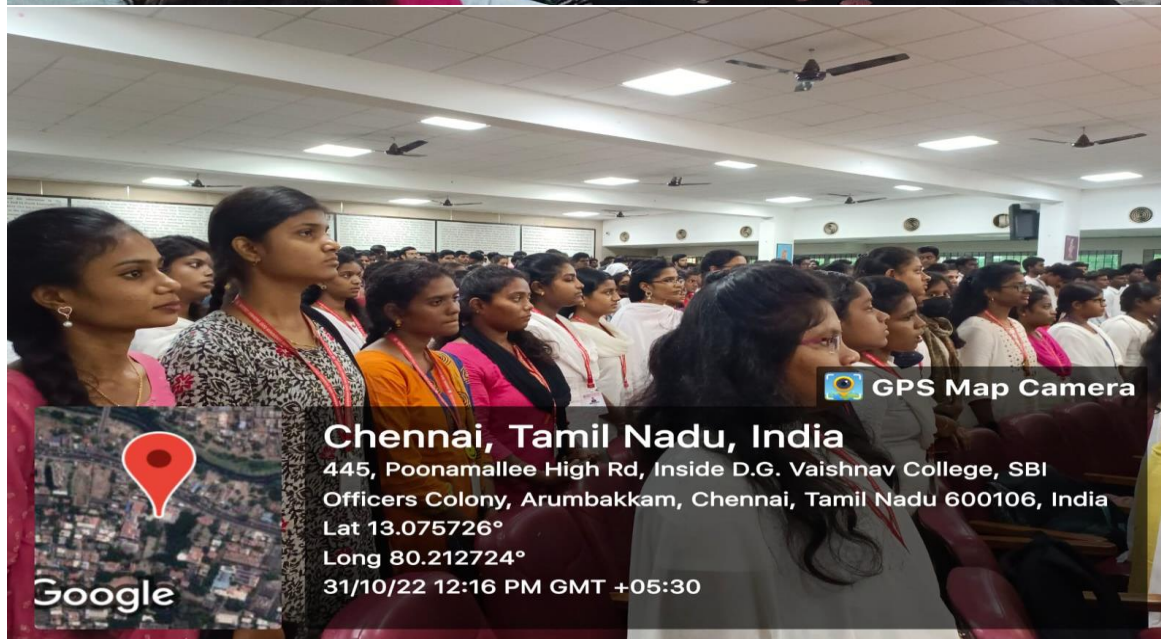 GPS Map Camera
Chennai, Tamil Nadu, India
445, Poonamallee High Rd, Inside D.G. Vaishnav College, SBI
Officers Colony, Arumbakkam, Chennai, Tamil Nadu 600106, India
Lat 13.075726°
Long 80.212724°
31/10/22 12:16 PM GMT +05:30
Google